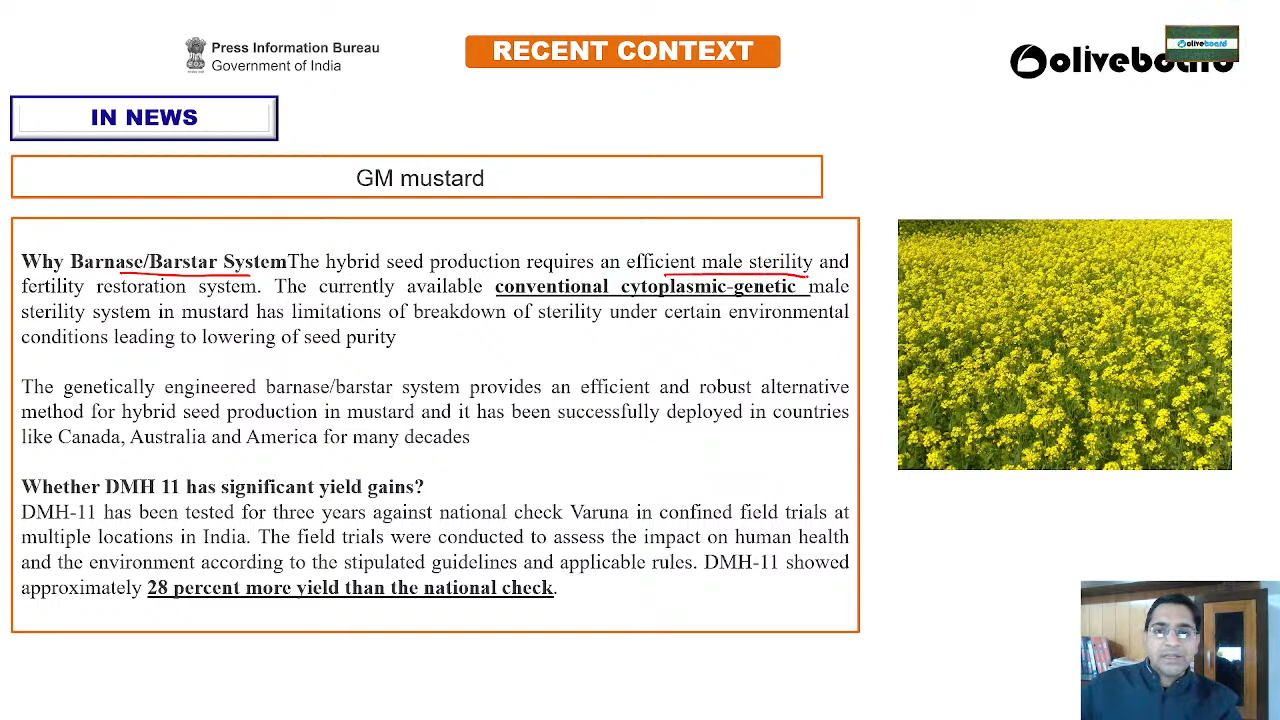 Press Information Bureau
Government of India
RECENT CONTEXT
oliveboard
oliveboard
IN NEWS
GM mustard
Why Barnase/Barstar SystemThe hybrid seed production requires an efficient male sterility and
fertility restoration system. The currently available conventional cytoplasmic-genetic male
sterility system in mustard has limitations of breakdown of sterility under certain environmental
conditions leading to lowering of seed purity
The genetically engineered barnase/barstar system provides an efficient and robust alternative
method for hybrid seed production in mustard and it has been successfully deployed in countries
like Canada, Australia and America for many decades
Whether DMH 11 has significant yield gains?
DMH-11 has been tested for three years against national check Varuna in confined field trials at
multiple locations in India. The field trials were conducted to assess the impact on human health
and the environment according to the stipulated guidelines and applicable rules. DMH-11 showed
approximately 28 percent more yield than the national check.